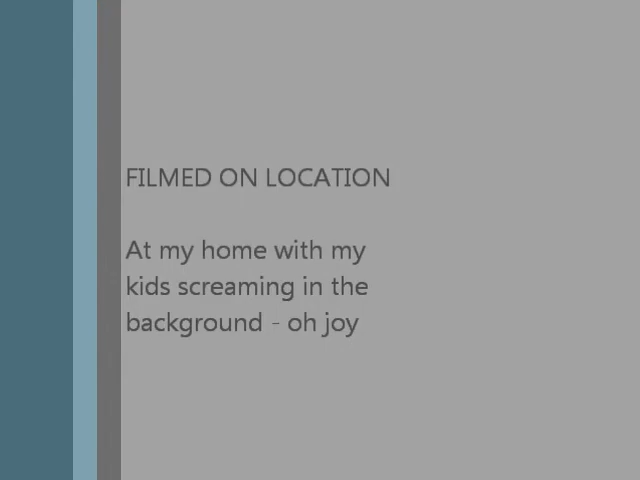 FILMED ON LOCATION
At my home with my
kids screaming in the
background - oh joy